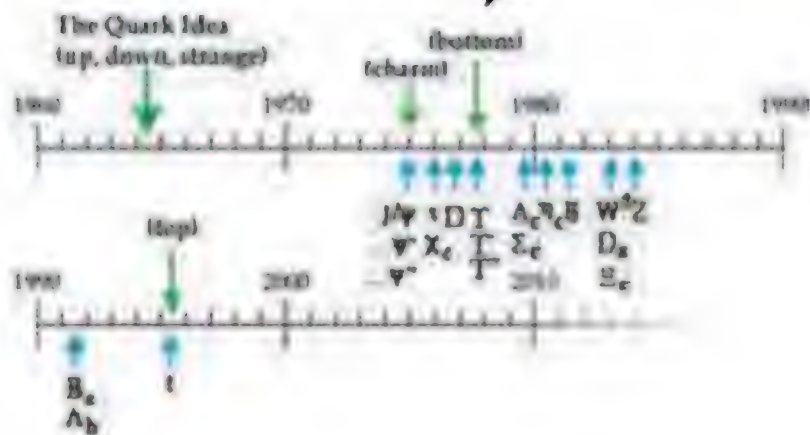 The Quark Idea
(up, down, strange)
(bottom)
(charm)
1960 1970 1980 1990
J/Ψ τ D Υ Λc B W± Z
Ψ' χc Υ' Σc Ds
Ψ'' Υ'' Ξc
(top)
1990 2000 2010
t
Λb